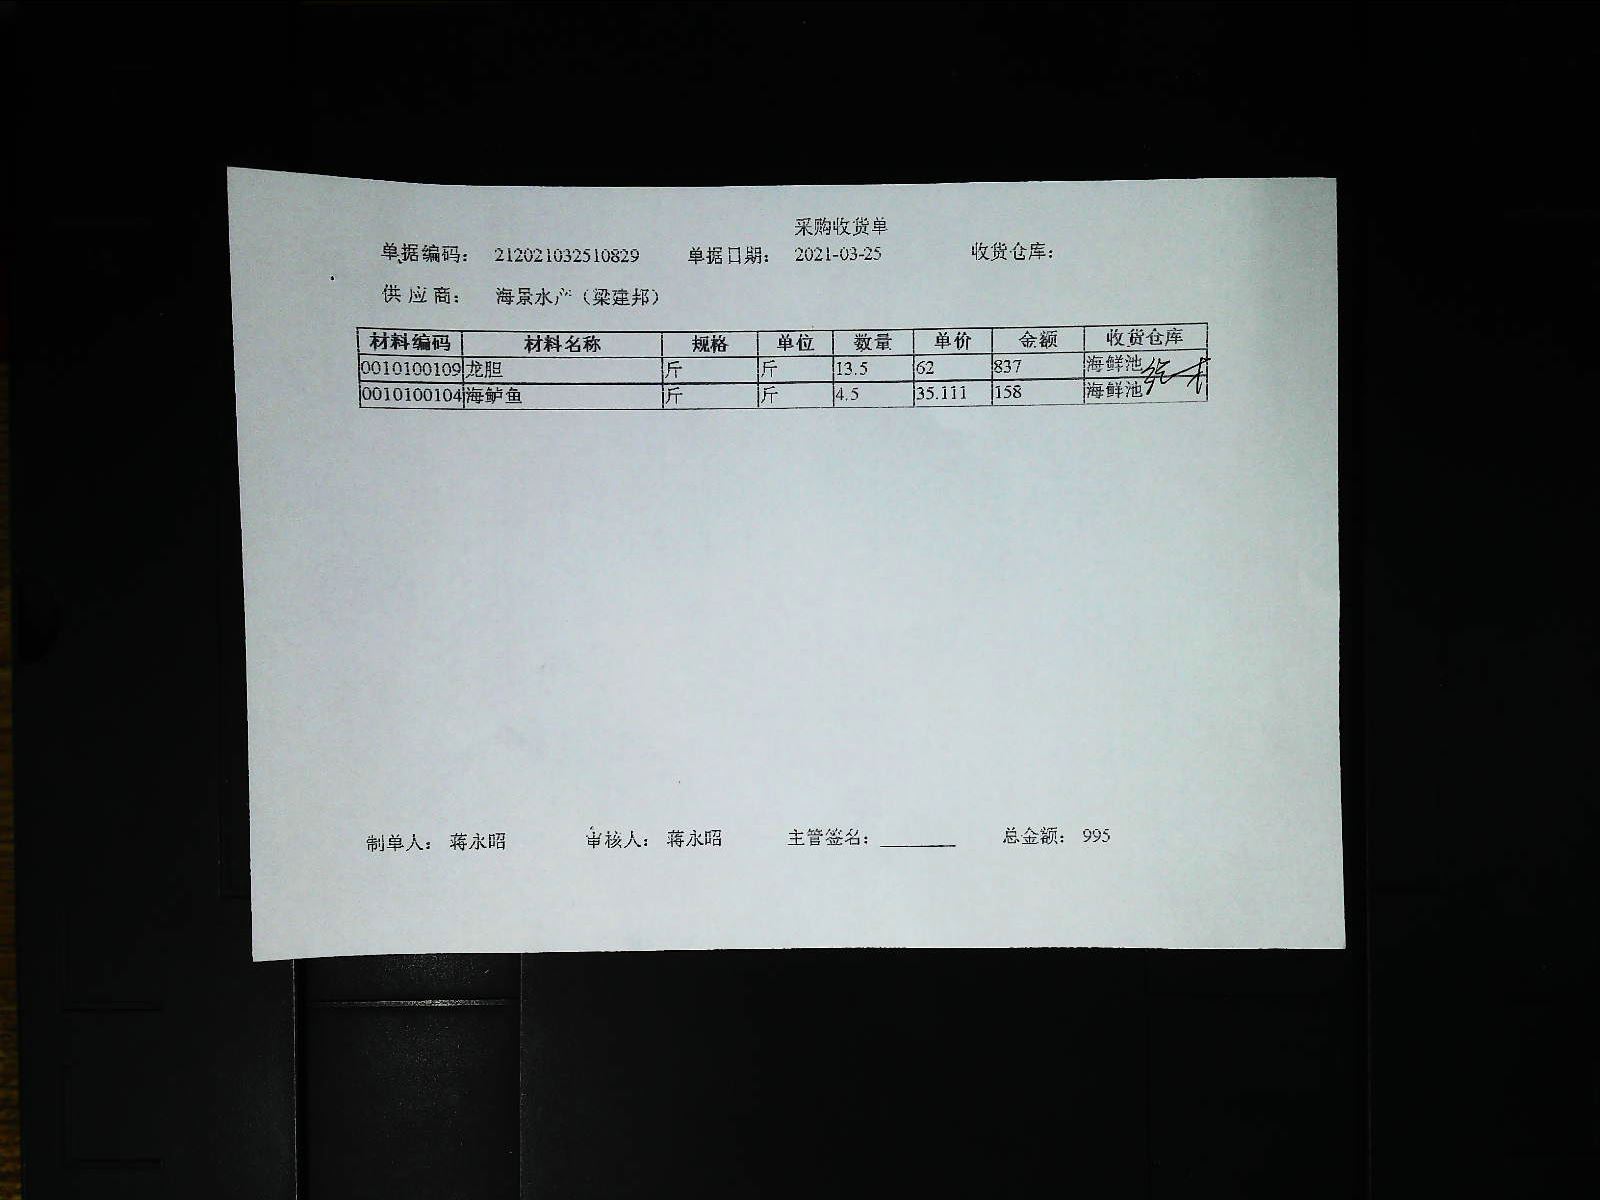 采购收货单
单据编码: 212021032510829 单据日期: 2021-03-25 收货仓库:
供 应 商: 海景水产（梁建邦）
材料编码 材料名称 规格 单位 数量 单价 金额 收货仓库
0010100109 龙胆 斤 斤 13.5 62 837 海鲜池
0010100104 海鲈鱼 斤 斤 4.5 35.111 158 海鲜池
制单人: 蒋永昭 审核人: 蒋永昭 主管签名: 总金额: 995